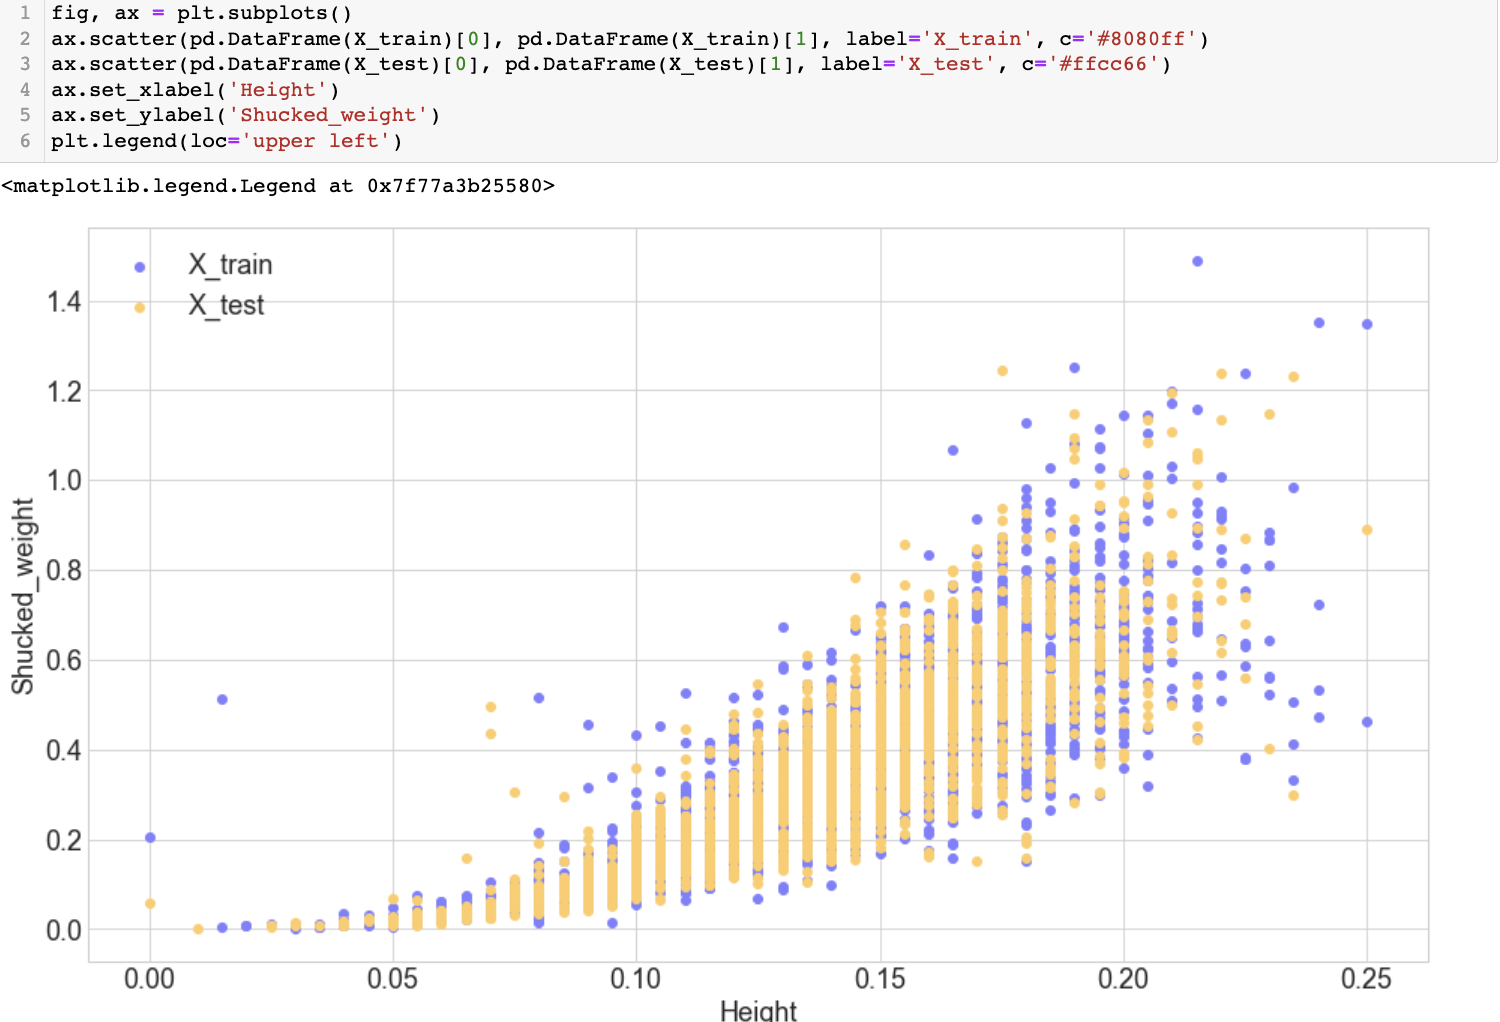 1 fig, ax = plt.subplots()
2 ax.scatter(pd.DataFrame(X_train)[0], pd.DataFrame(X_train)[1], label='X_train', c='#8080ff')
3 ax.scatter(pd.DataFrame(X_test)[0], pd.DataFrame(X_test)[1], label='X_test', c='#ffcc66')
4 ax.set_xlabel('Height')
5 ax.set_ylabel('Shucked_weight')
6 plt.legend(loc='upper left')
<matplotlib.legend.Legend at 0x7f77a3b25580>
X_train
X_test
1.4
1.2
1.0
0.8
0.6
0.4
0.2
0.0
Shucked_weight
0.00 0.05 0.10 0.15 0.20 0.25
Height